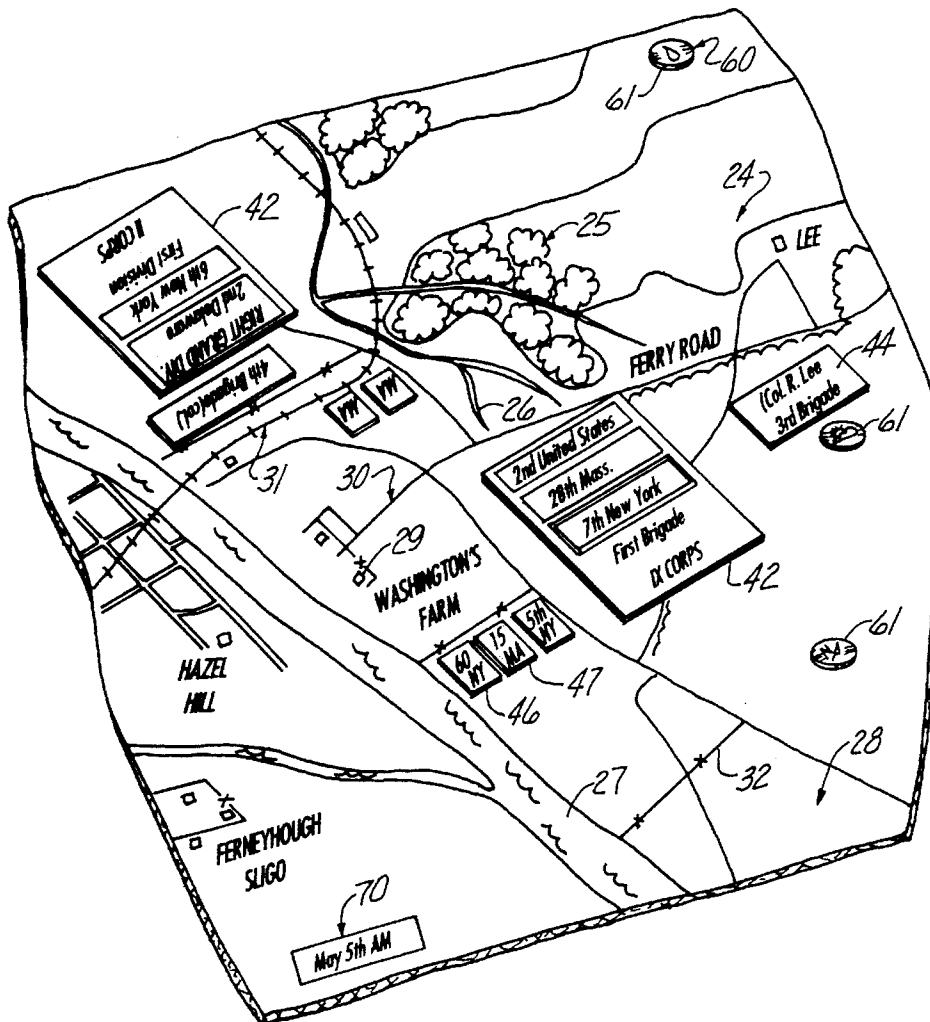 60
61
42
24
25
LEE
II CORPS
First Division
6th New York
2nd Delaware
RIGHT GRAND DIV.
FERRY ROAD
44
(Col. R. Lee
3rd Brigade
4th Brigade(col.)
26
61
31
30
2nd United States
28th Mass.
7th New York
First Brigade
IX CORPS
29
42
WASHINGTON'S
FARM
60
NY
15
MA
5th
NY
61
HAZEL
HILL
46
47
27
32
28
FERNEYHOUGH
SLIGO
70
May 5th AM